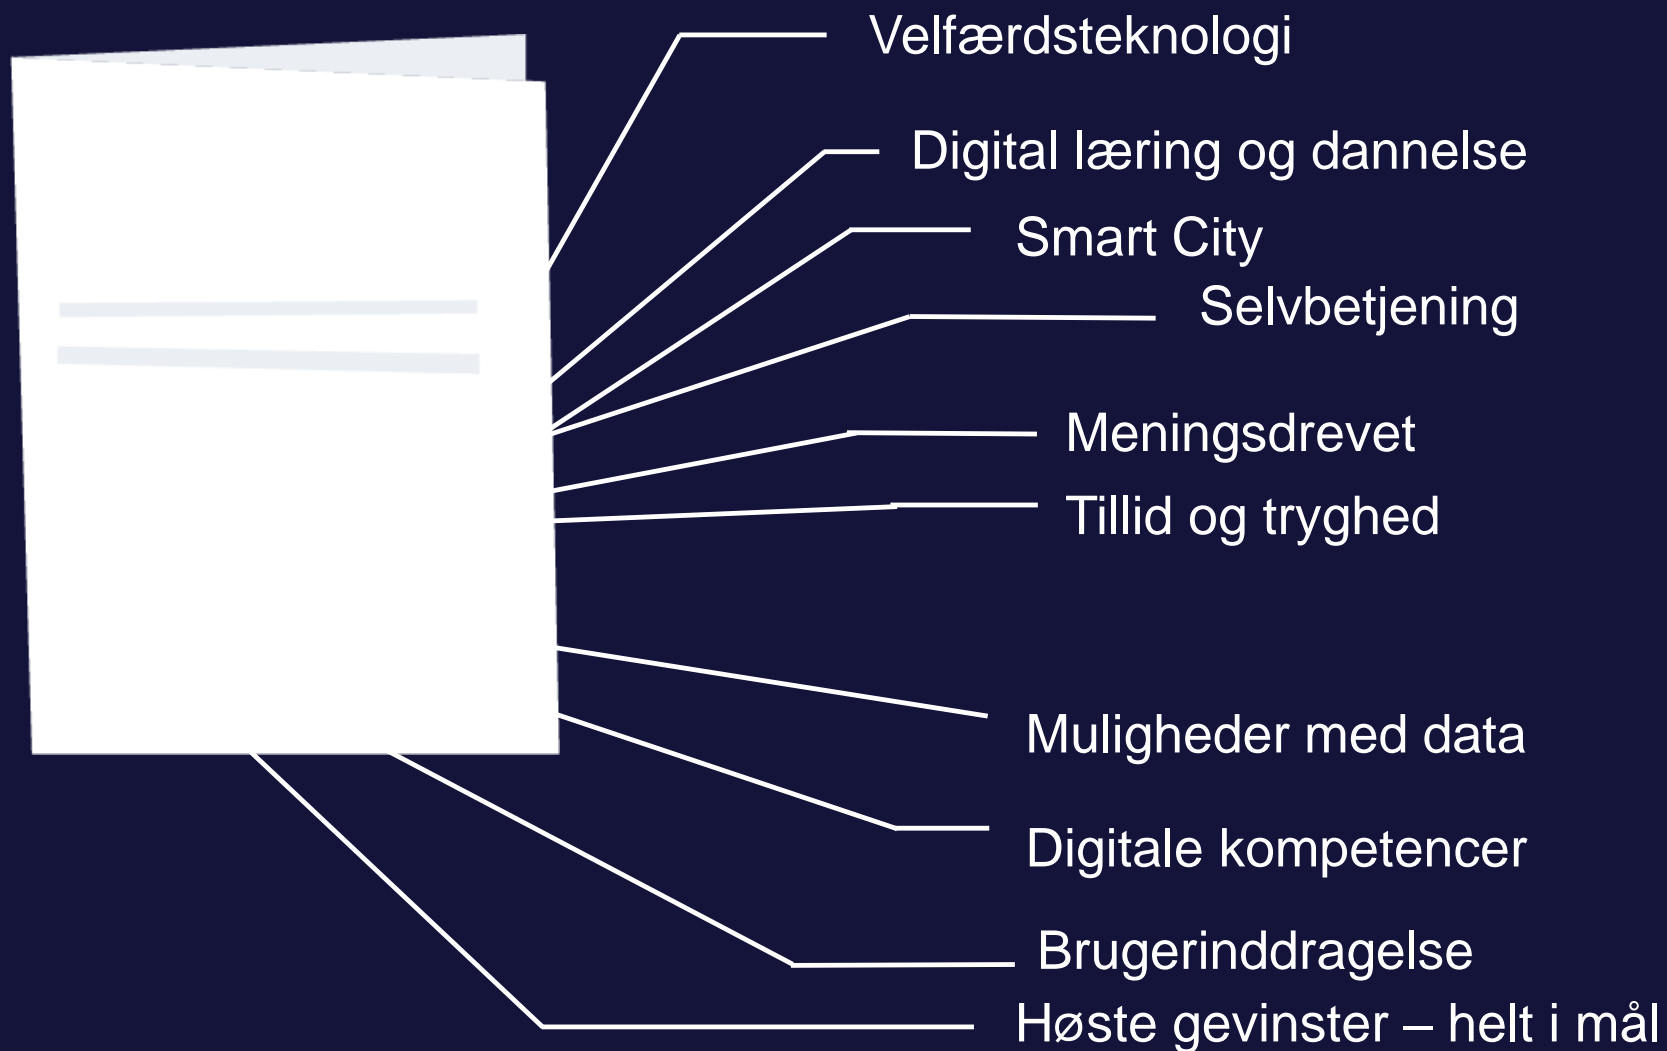 Velfærdsteknologi
Digital læring og dannelse
Smart City
Selvbetjening
Meningsdrevet
Tillid og tryghed
Muligheder med data
Digitale kompetencer
Brugerinddragelse
Høste gevinster – helt i mål